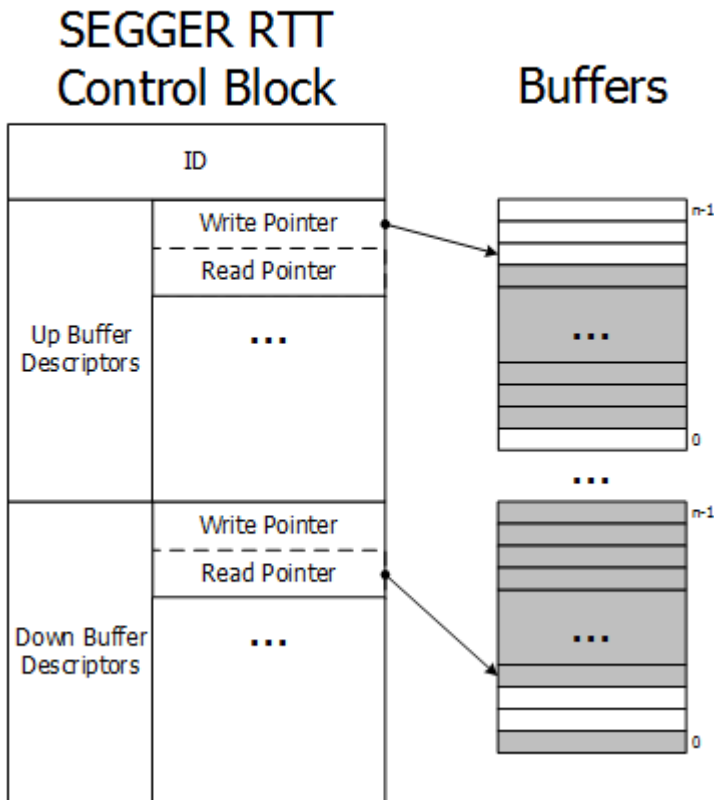 SEGGER RTT
Control Block
Buffers
ID
Write Pointer
Read Pointer
...
Up Buffer
Descriptors
n-1
...
0
...
Write Pointer
Read Pointer
...
Down Buffer
Descriptors
n-1
...
0